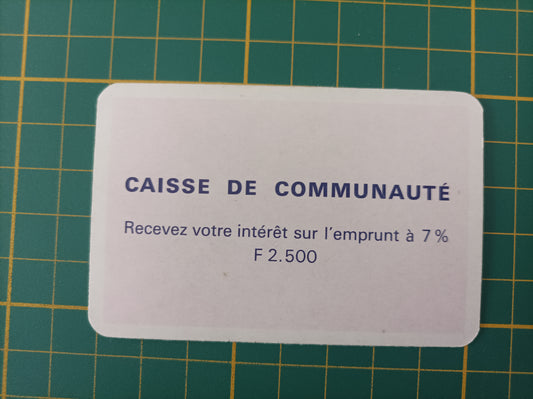 CAISSE DE COMMUNAUTÉ
Recevez votre intérêt sur l'emprunt à 7%
F 2.500